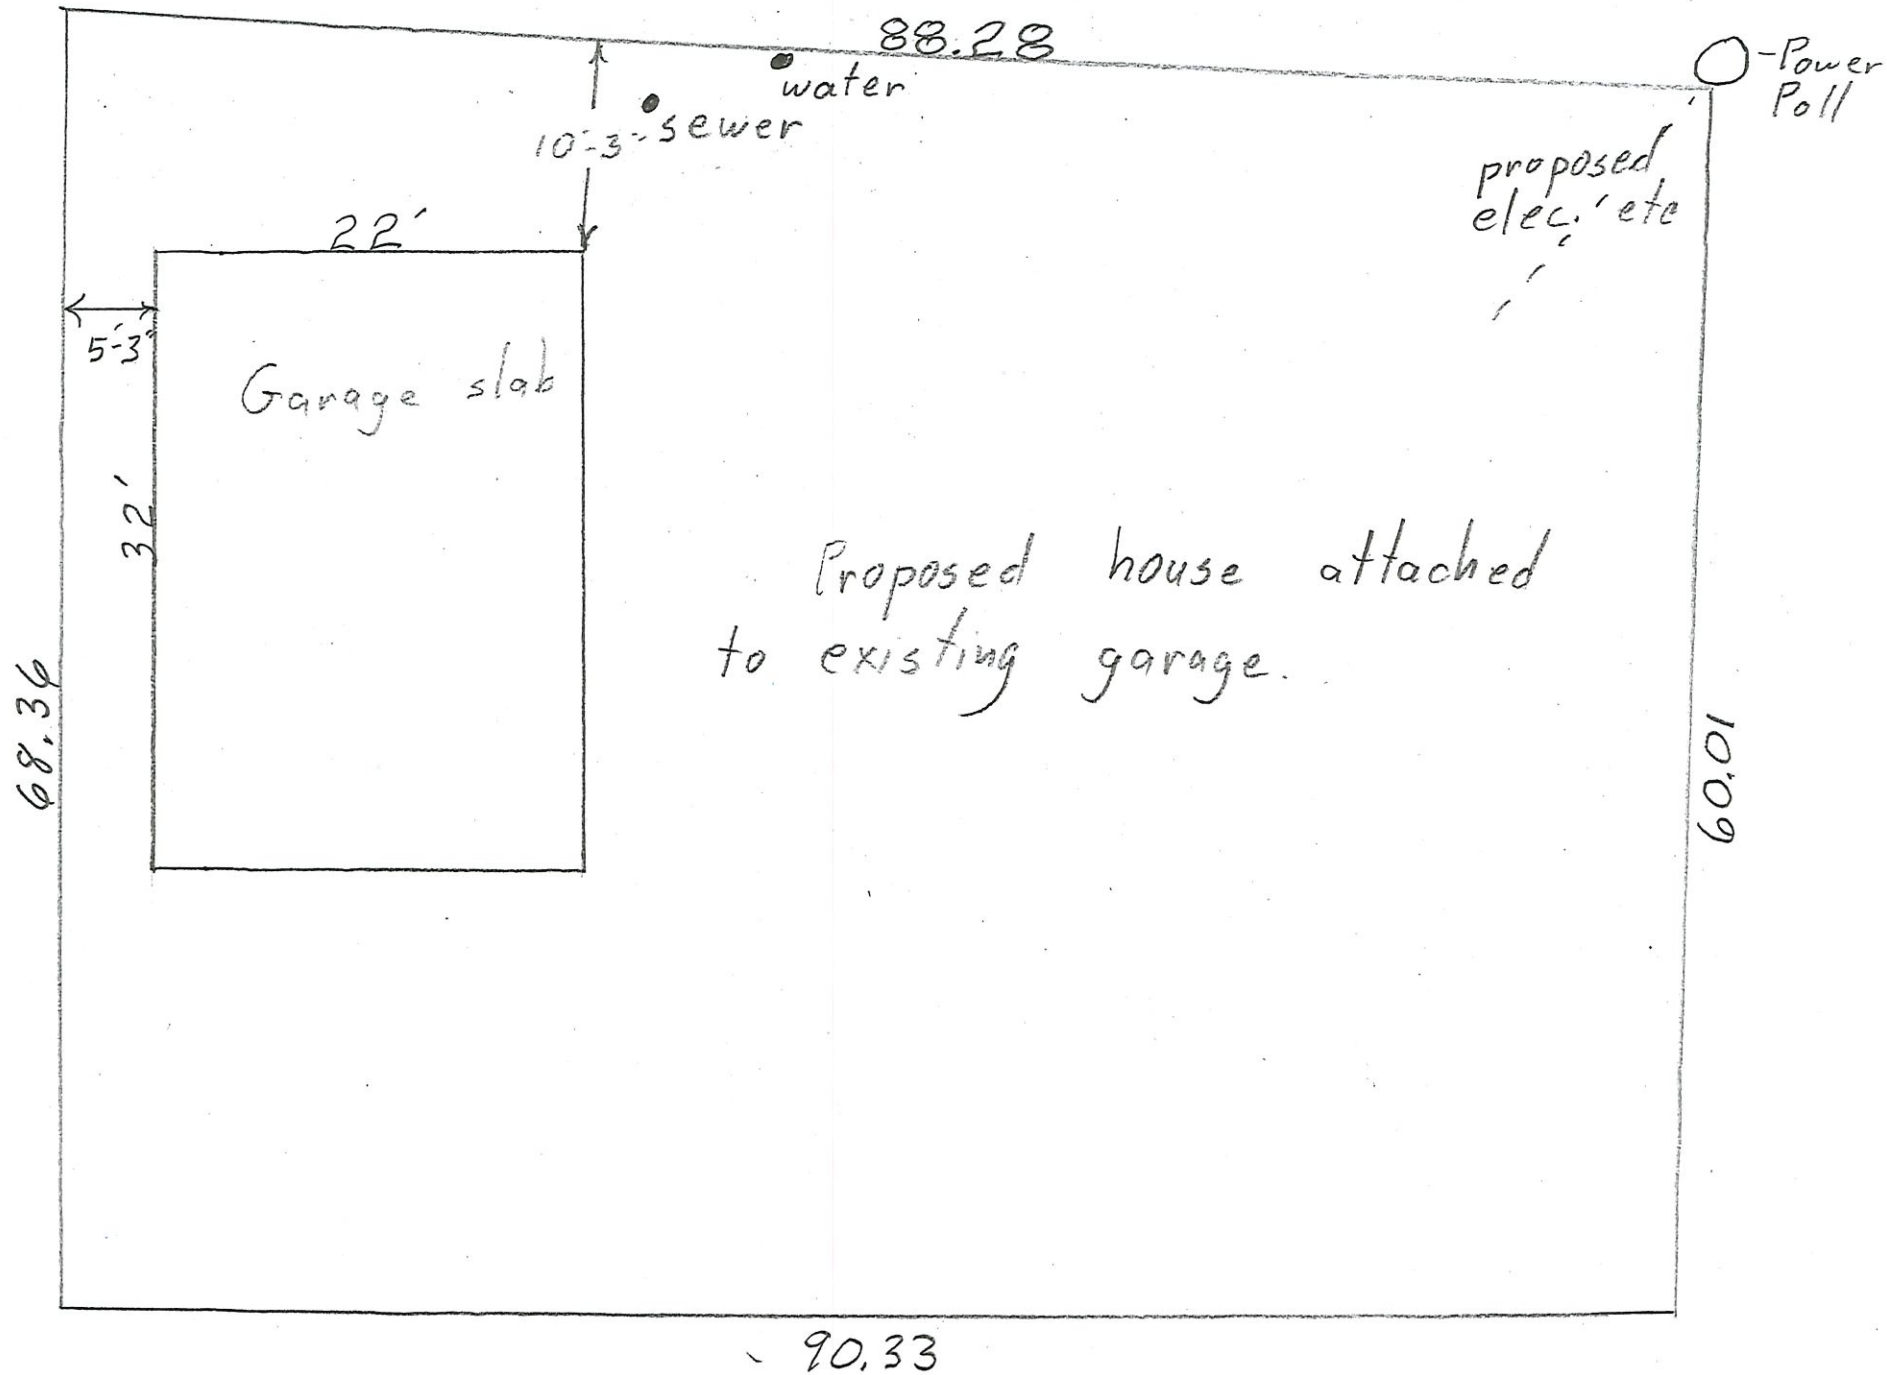 88.28
-Power
Poll
water
sewer
10'-3"
proposed
elec. etc
22'
5'-3"
Garage slab
32'
Proposed house attached
to existing garage.
68.36
60.01
90.33